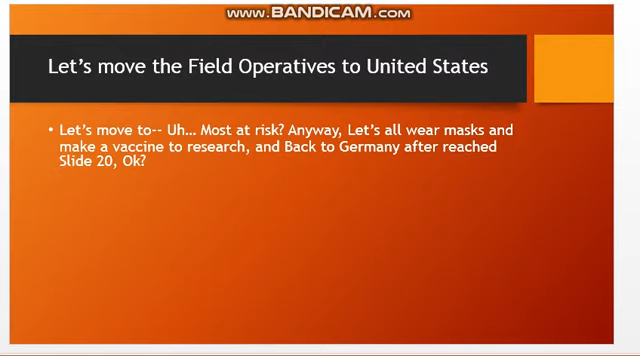 www.BANDICAM.com
Let's move the Field Operatives to United States
• Let's move to-- Uh... Most at risk? Anyway, Let's all wear masks and
make a vaccine to research, and Back to Germany after reached
Slide 20, Ok?